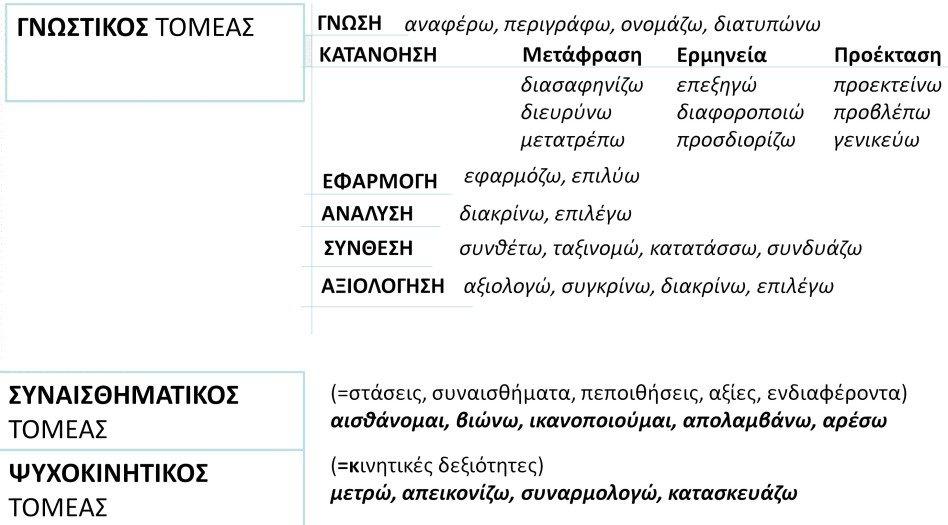 ΓΝΩΣΤΙΚΟΣ ΤΟΜΕΑΣ
ΓΝΩΣΗ αναφέρω, περιγράφω, ονομάζω, διατυπώνω
ΚΑΤΑΝΟΗΣΗ Μετάφραση Ερμηνεία Προέκταση
διασαφηνίζω επεξηγώ προεκτείνω
διευρύνω διαφοροποιώ προβλέπω
μετατρέπω προσδιορίζω γενικεύω
ΕΦΑΡΜΟΓΗ εφαρμόζω, επιλύω
ΑΝΑΛΥΣΗ διακρίνω, επιλέγω
ΣΥΝΘΕΣΗ συνθέτω, ταξινομώ, κατατάσσω, συνδυάζω
ΑΞΙΟΛΟΓΗΣΗ αξιολογώ, συγκρίνω, διακρίνω, επιλέγω
ΣΥΝΑΙΣΘΗΜΑΤΙΚΟΣ
ΤΟΜΕΑΣ
(=στάσεις, συναισθήματα, πεποιθήσεις, αξίες, ενδιαφέροντα)
αισθάνομαι, βιώνω, ικανοποιούμαι, απολαμβάνω, αρέσω
ΨΥΧΟΚΙΝΗΤΙΚΟΣ
ΤΟΜΕΑΣ
(=κινητικές δεξιότητες)
μετρώ, απεικονίζω, συναρμολογώ, κατασκευάζω